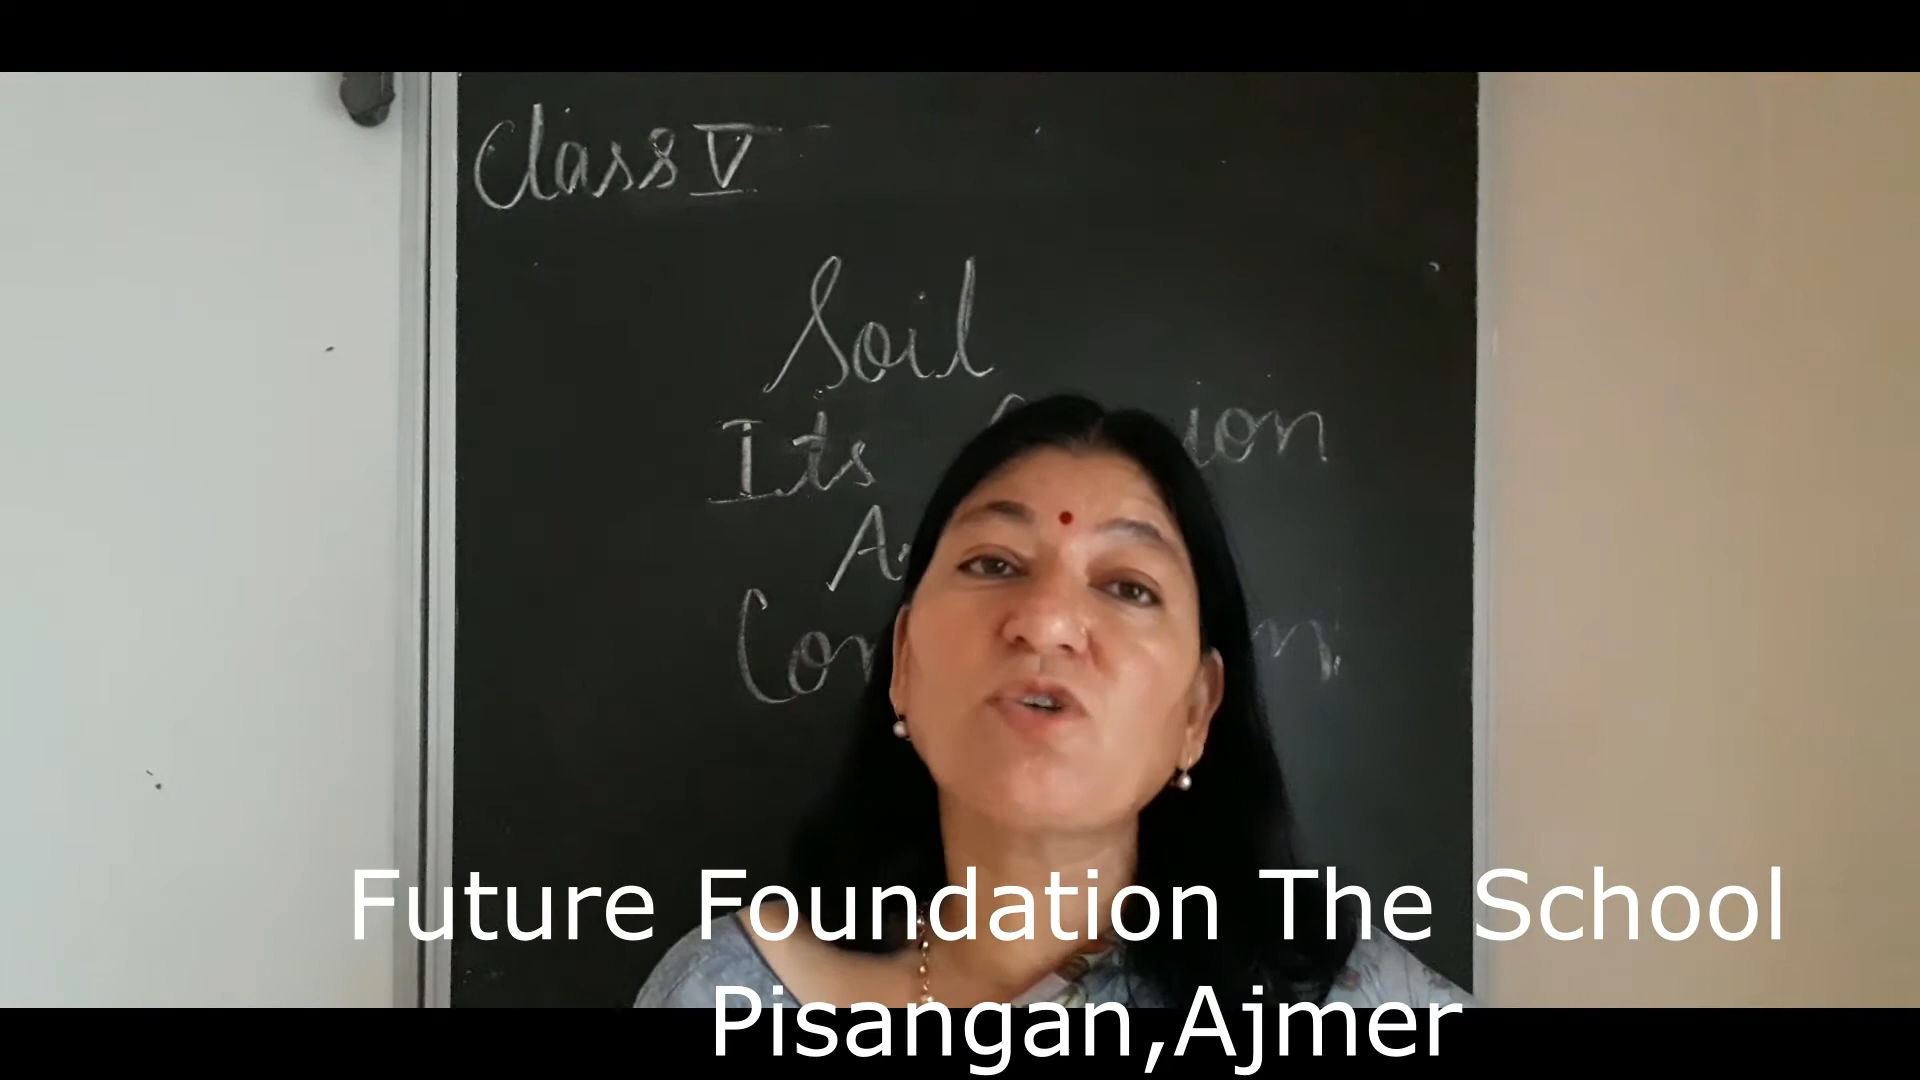 Class V
Soil
Its
Future Foundation The School
Pisangan,Ajmer